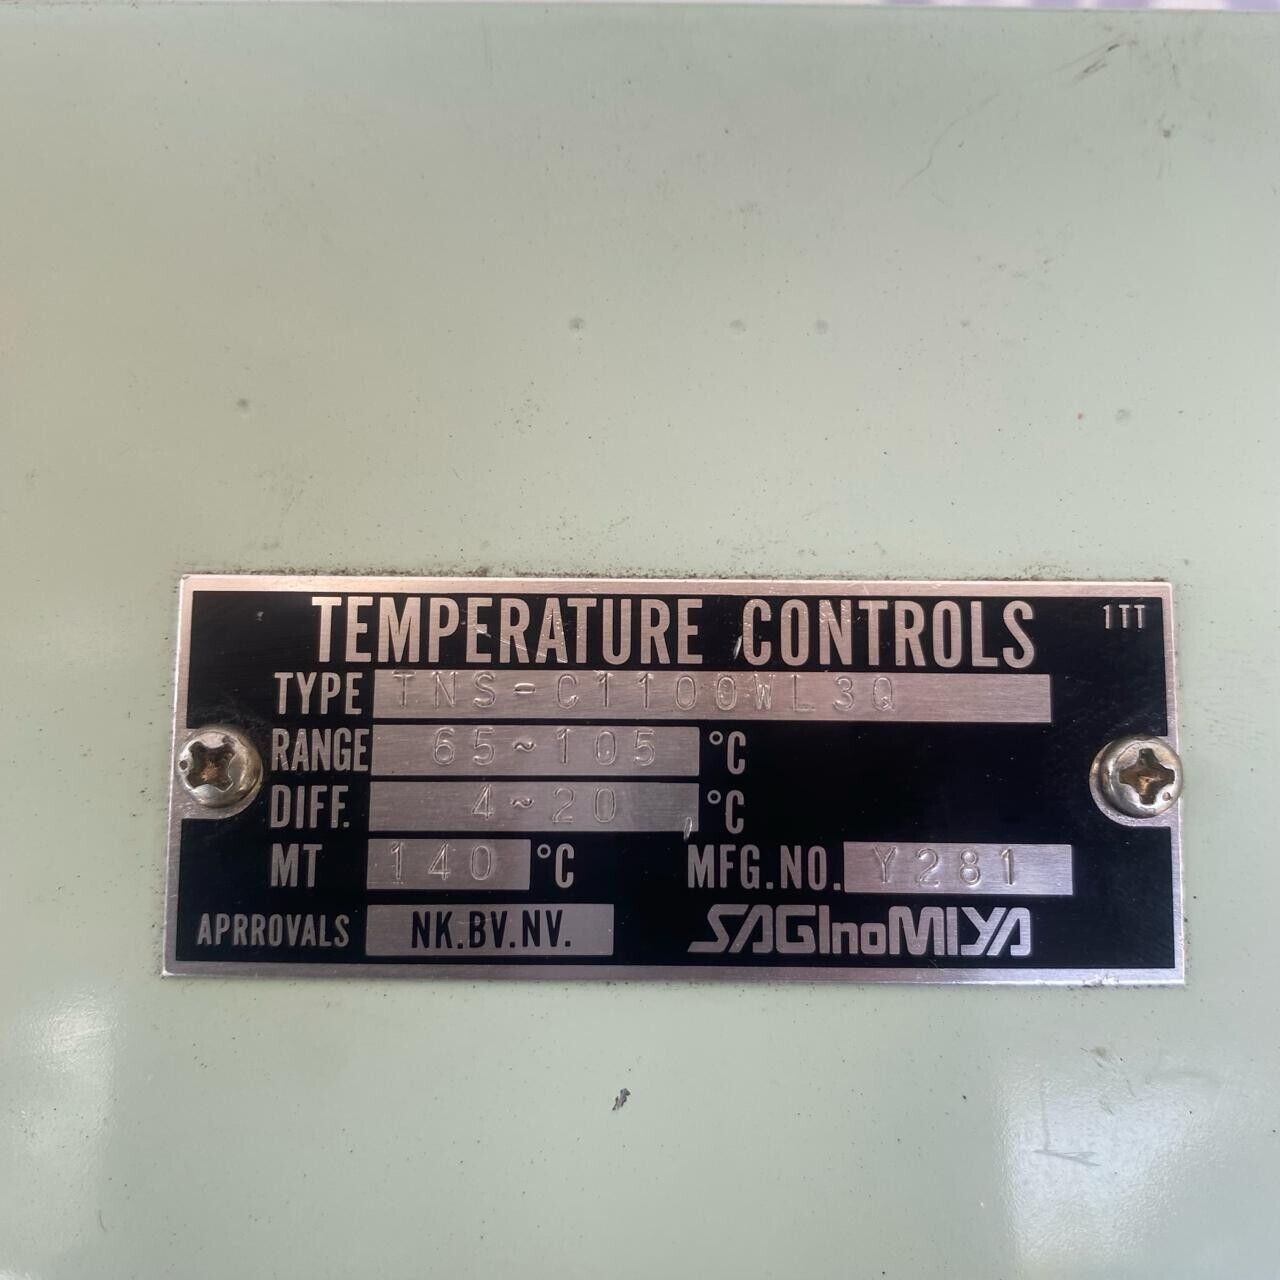 TEMPERATURE CONTROLS 1TT
TYPE TNS-C1100WL3Q
RANGE 65~105 °C
DIFF. 4~20 °C
MT 140 °C MFG.NO. Y281
APRROVALS NK.BV.NV. SAGInoMIYA